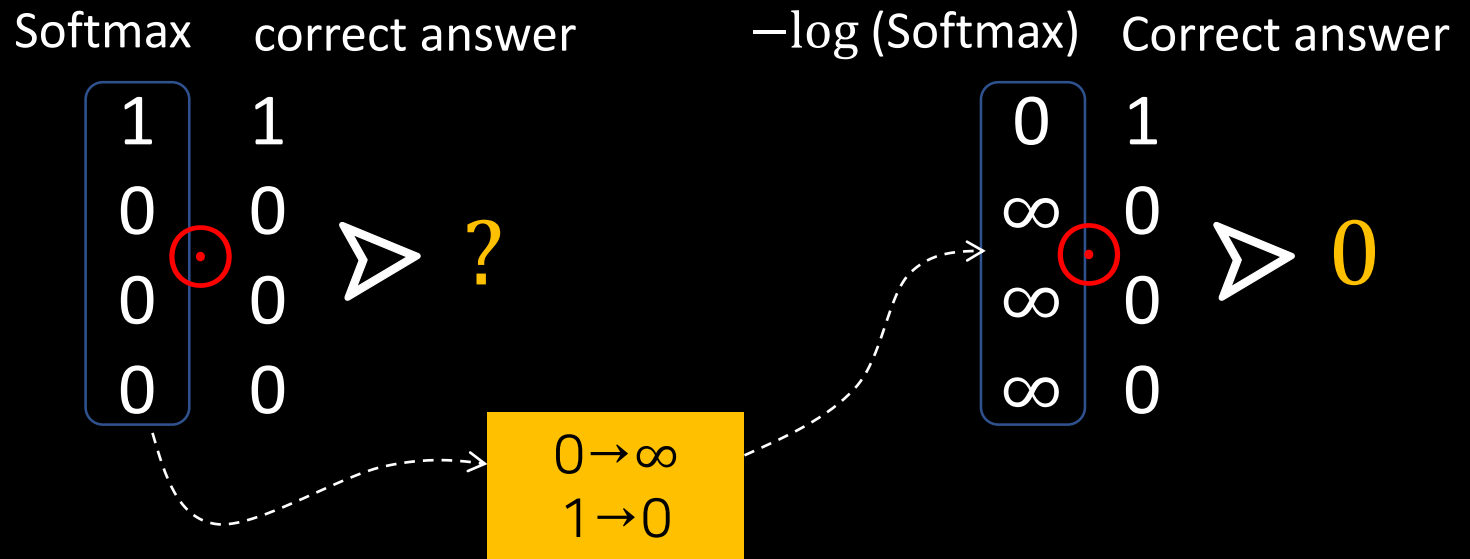 Softmax correct answer −log (Softmax) Correct answer
1 1 0 1
0 0 ∞ 0
? 0
0 0 ∞ 0
0 0 ∞ 0
0→∞
1→0